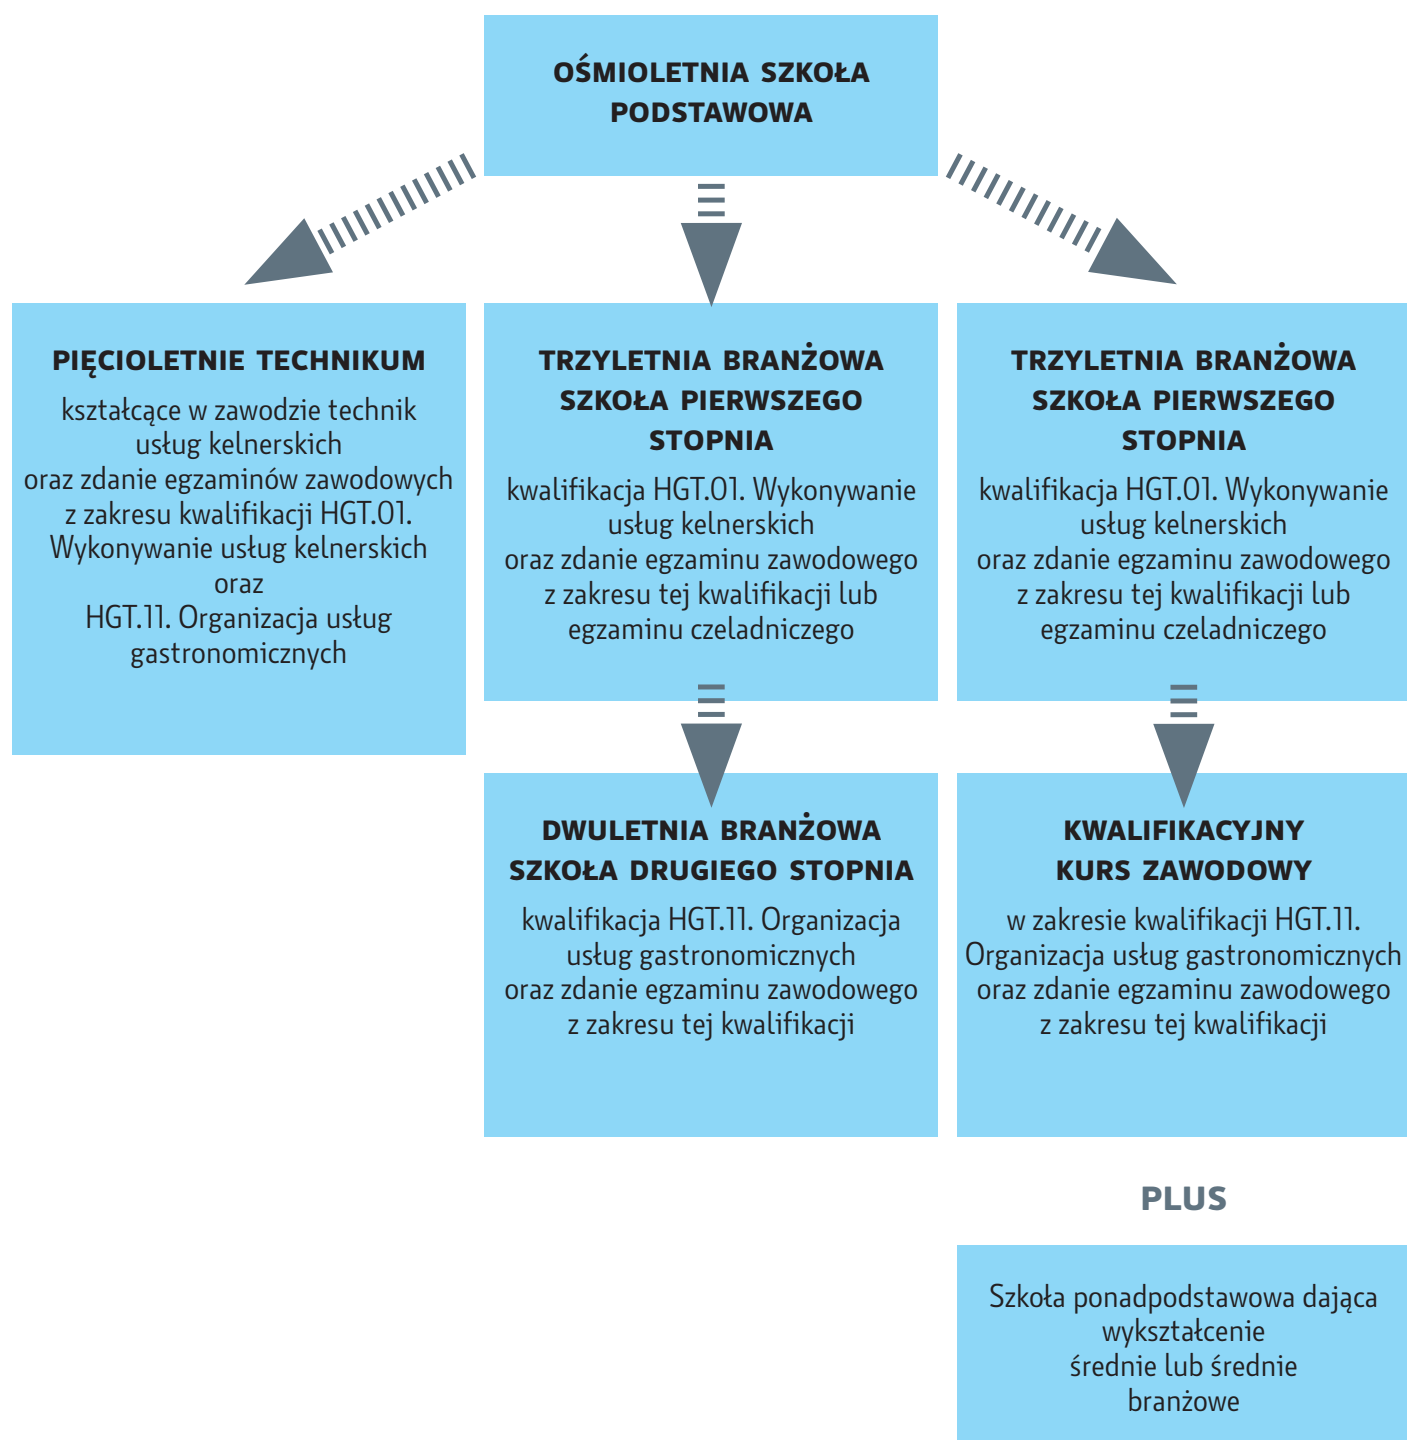 OŚMIOLETNIA SZKOŁA
PODSTAWOWA
PIĘCIOLETNIE TECHNIKUM
kształcące w zawodzie technik
usług kelnerskich
oraz zdanie egzaminów zawodowych
z zakresu kwalifikacji HGT.01.
Wykonywanie usług kelnerskich
oraz
HGT.11. Organizacja usług
gastronomicznych
TRZYLETNIA BRANŻOWA
SZKOŁA PIERWSZEGO
STOPNIA
kwalifikacja HGT.01. Wykonywanie
usług kelnerskich
oraz zdanie egzaminu zawodowego
z zakresu tej kwalifikacji lub
egzaminu czeladniczego
TRZYLETNIA BRANŻOWA
SZKOŁA PIERWSZEGO
STOPNIA
kwalifikacja HGT.01. Wykonywanie
usług kelnerskich
oraz zdanie egzaminu zawodowego
z zakresu tej kwalifikacji lub
egzaminu czeladniczego
DWULETNIA BRANŻOWA
SZKOŁA DRUGIEGO STOPNIA
kwalifikacja HGT.11. Organizacja
usług gastronomicznych
oraz zdanie egzaminu zawodowego
z zakresu tej kwalifikacji
KWALIFIKACYJNY
KURS ZAWODOWY
w zakresie kwalifikacji HGT.11.
Organizacja usług gastronomicznych
oraz zdanie egzaminu zawodowego
z zakresu tej kwalifikacji
PLUS
Szkoła ponadpodstawowa dająca
wykształcenie
średnie lub średnie
branżowe